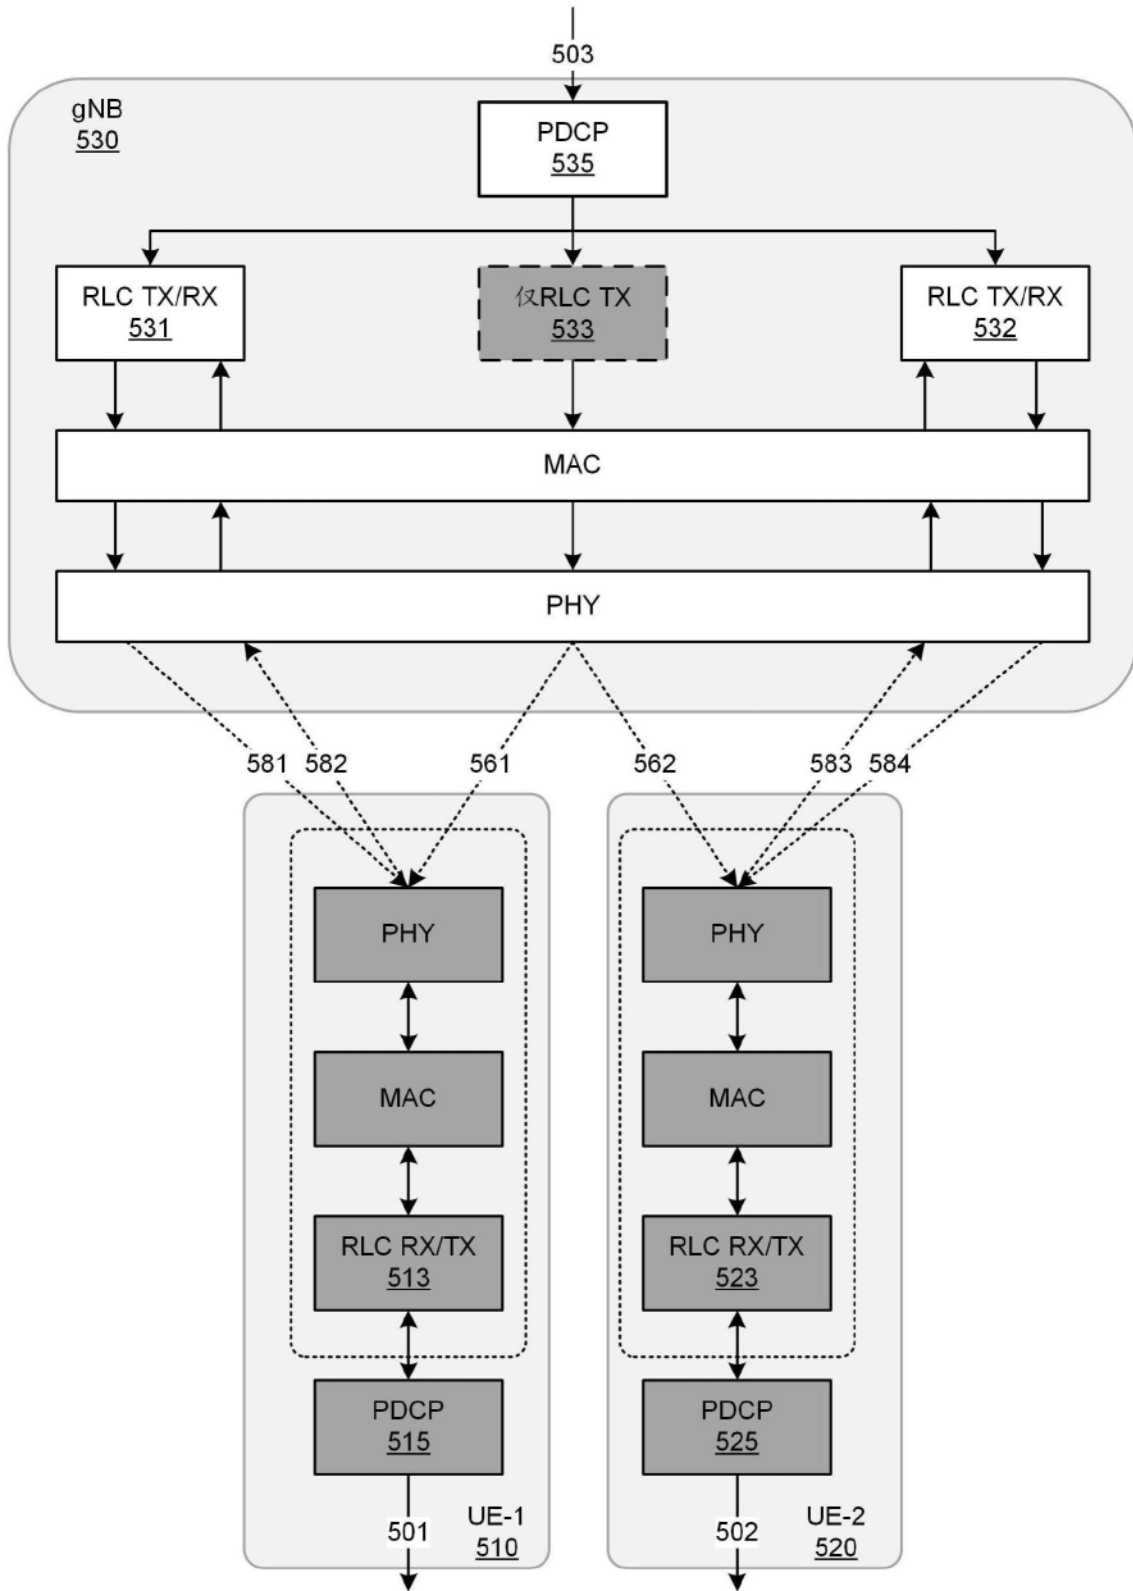 503
gNB
530
PDCP
535
RLC TX/RX
531
仅RLC TX
533
RLC TX/RX
532
MAC
PHY
581
582
561
562
583
584
PHY
PHY
MAC
MAC
RLC RX/TX
513
RLC RX/TX
523
PDCP
515
PDCP
525
501
UE-1
510
502
UE-2
520